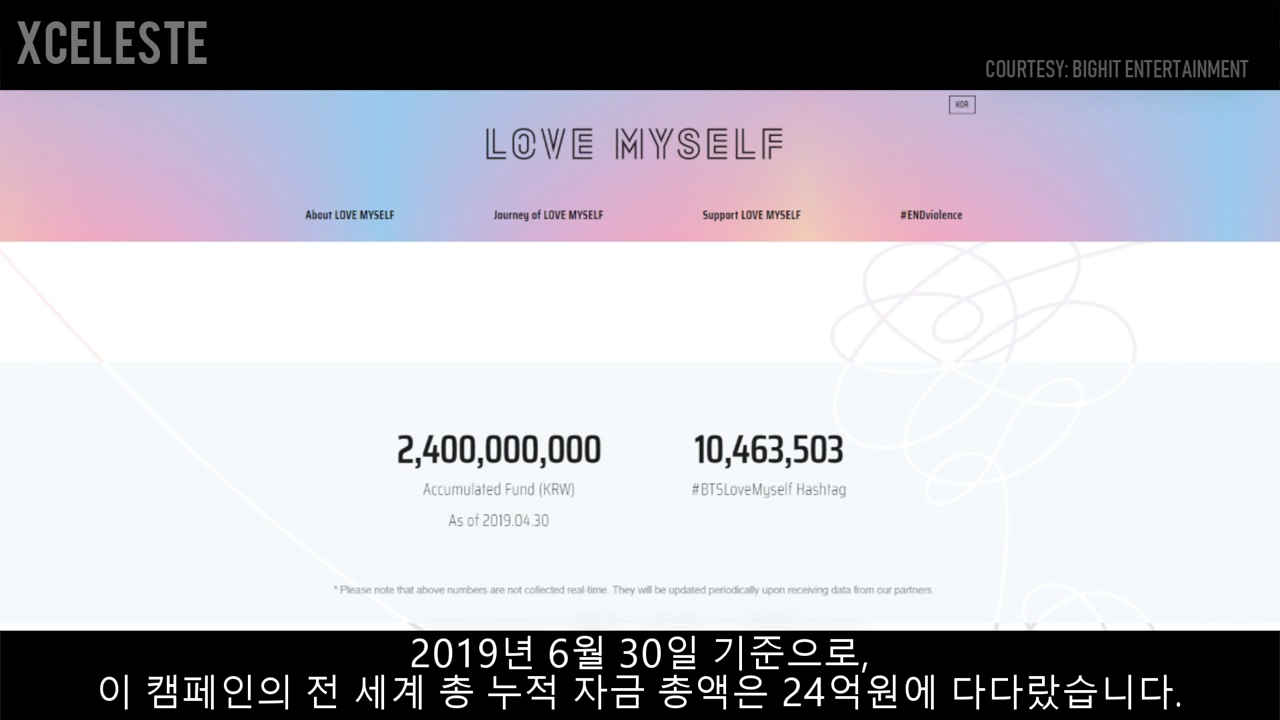 XCELESTE
COURTESY: BIGHIT ENTERTAINMENT
KOR
LOVE MYSELF
About LOVE MYSELF
Journey of LOVE MYSELF
Support LOVE MYSELF
#ENDviolence
2,400,000,000
10,463,503
Accumulated Fund (KRW)
#BTSLoveMyself Hashtag
As of 2019.04.30
* Please note that above numbers are not collected real-time. They will be updated periodically upon receiving data from our partners.
2019년 6월 30일 기준으로,
이 캠페인의 전 세계 총 누적 자금 총액은 24억원에 다다랐습니다.